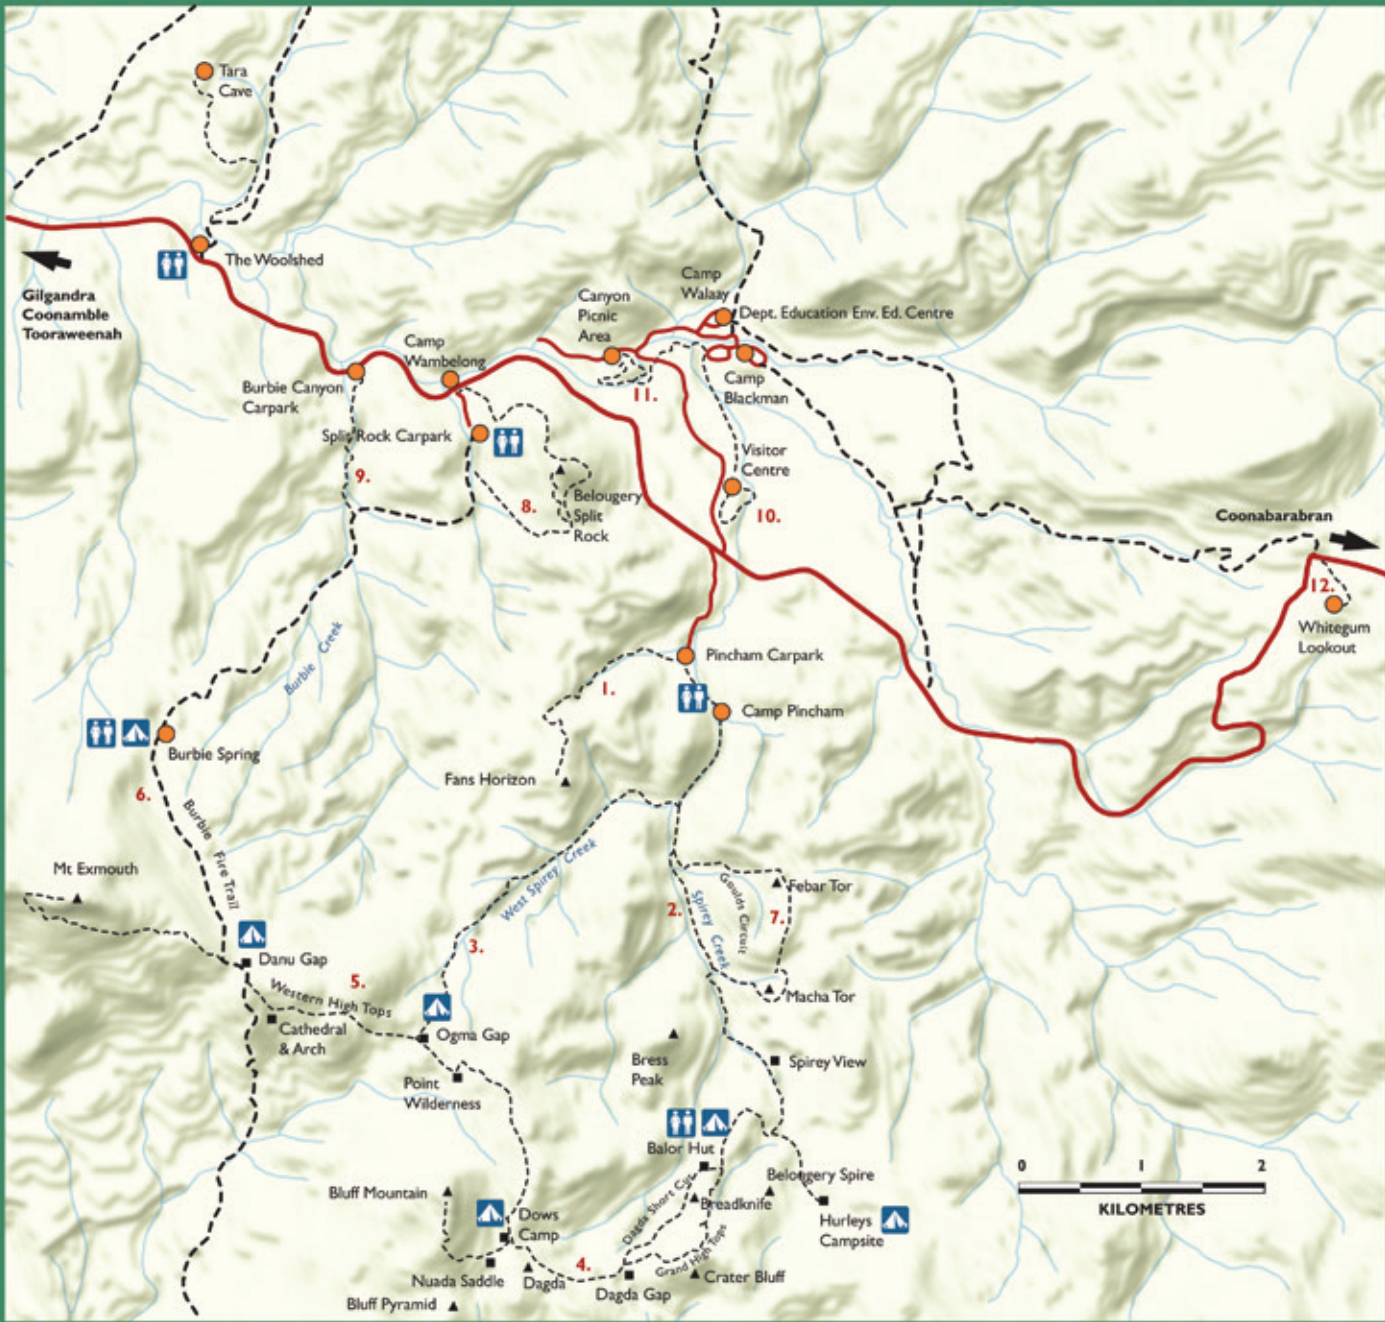 Tara
Cave
The Woolshed
Gilgandra
Coonamble
Tooraweenah
Camp
Walaay
Canyon
Picnic
Area
Dept. Education Env. Ed. Centre
Camp
Wambelong
Burbie Canyon
Carpark
11.
Camp
Blackman
Split Rock Carpark
Visitor
Centre
9.
8.
Belougery
Split
Rock
10.
Coonabarabran
12.
Whitegum
Lookout
Burbie Creek
Pincham Carpark
1.
Camp Pincham
Burbie Spring
Fans Horizon
6.
Burbie Fire Trail
West Spirey Creek
Mt Exmouth
Febar Tor
Goulds Circuit
2.
Spirey Creek
7.
3.
Danu Gap
5.
Western High Tops
Macha Tor
Cathedral
& Arch
Ogma Gap
Bress
Peak
Spirey View
Point
Wilderness
Balor Hut
0 1 2
KILOMETRES
Belougery Spire
Bluff Mountain
Dagda Short Cut
Breadknife
Dows
Camp
Hurleys
Campsite
4.
Grand High Tops
Nuada Saddle
Dagda
Dagda Gap
Crater Bluff
Bluff Pyramid